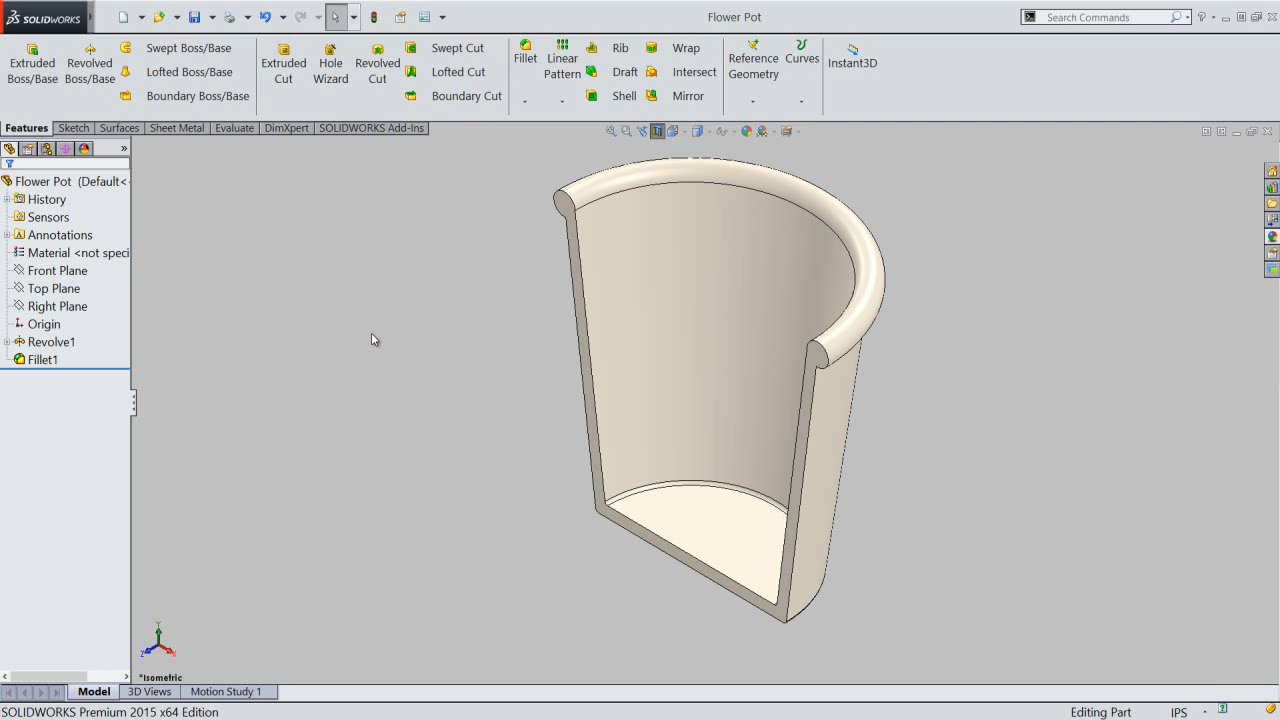 SOLIDWORKS
Flower Pot
Search Commands
Extruded Boss/Base
Revolved Boss/Base
Swept Boss/Base
Lofted Boss/Base
Boundary Boss/Base
Extruded Cut
Hole Wizard
Revolved Cut
Swept Cut
Lofted Cut
Boundary Cut
Fillet
Linear Pattern
Rib
Draft
Shell
Wrap
Intersect
Mirror
Reference Geometry
Curves
Instant3D
Features
Sketch
Surfaces
Sheet Metal
Evaluate
DimXpert
SOLIDWORKS Add-Ins
Flower Pot (Default<
History
Sensors
Annotations
Material <not speci
Front Plane
Top Plane
Right Plane
Origin
Revolve1
Fillet1
Y
Z
X
*Isometric
Model
3D Views
Motion Study 1
SOLIDWORKS Premium 2015 x64 Edition
Editing Part
IPS